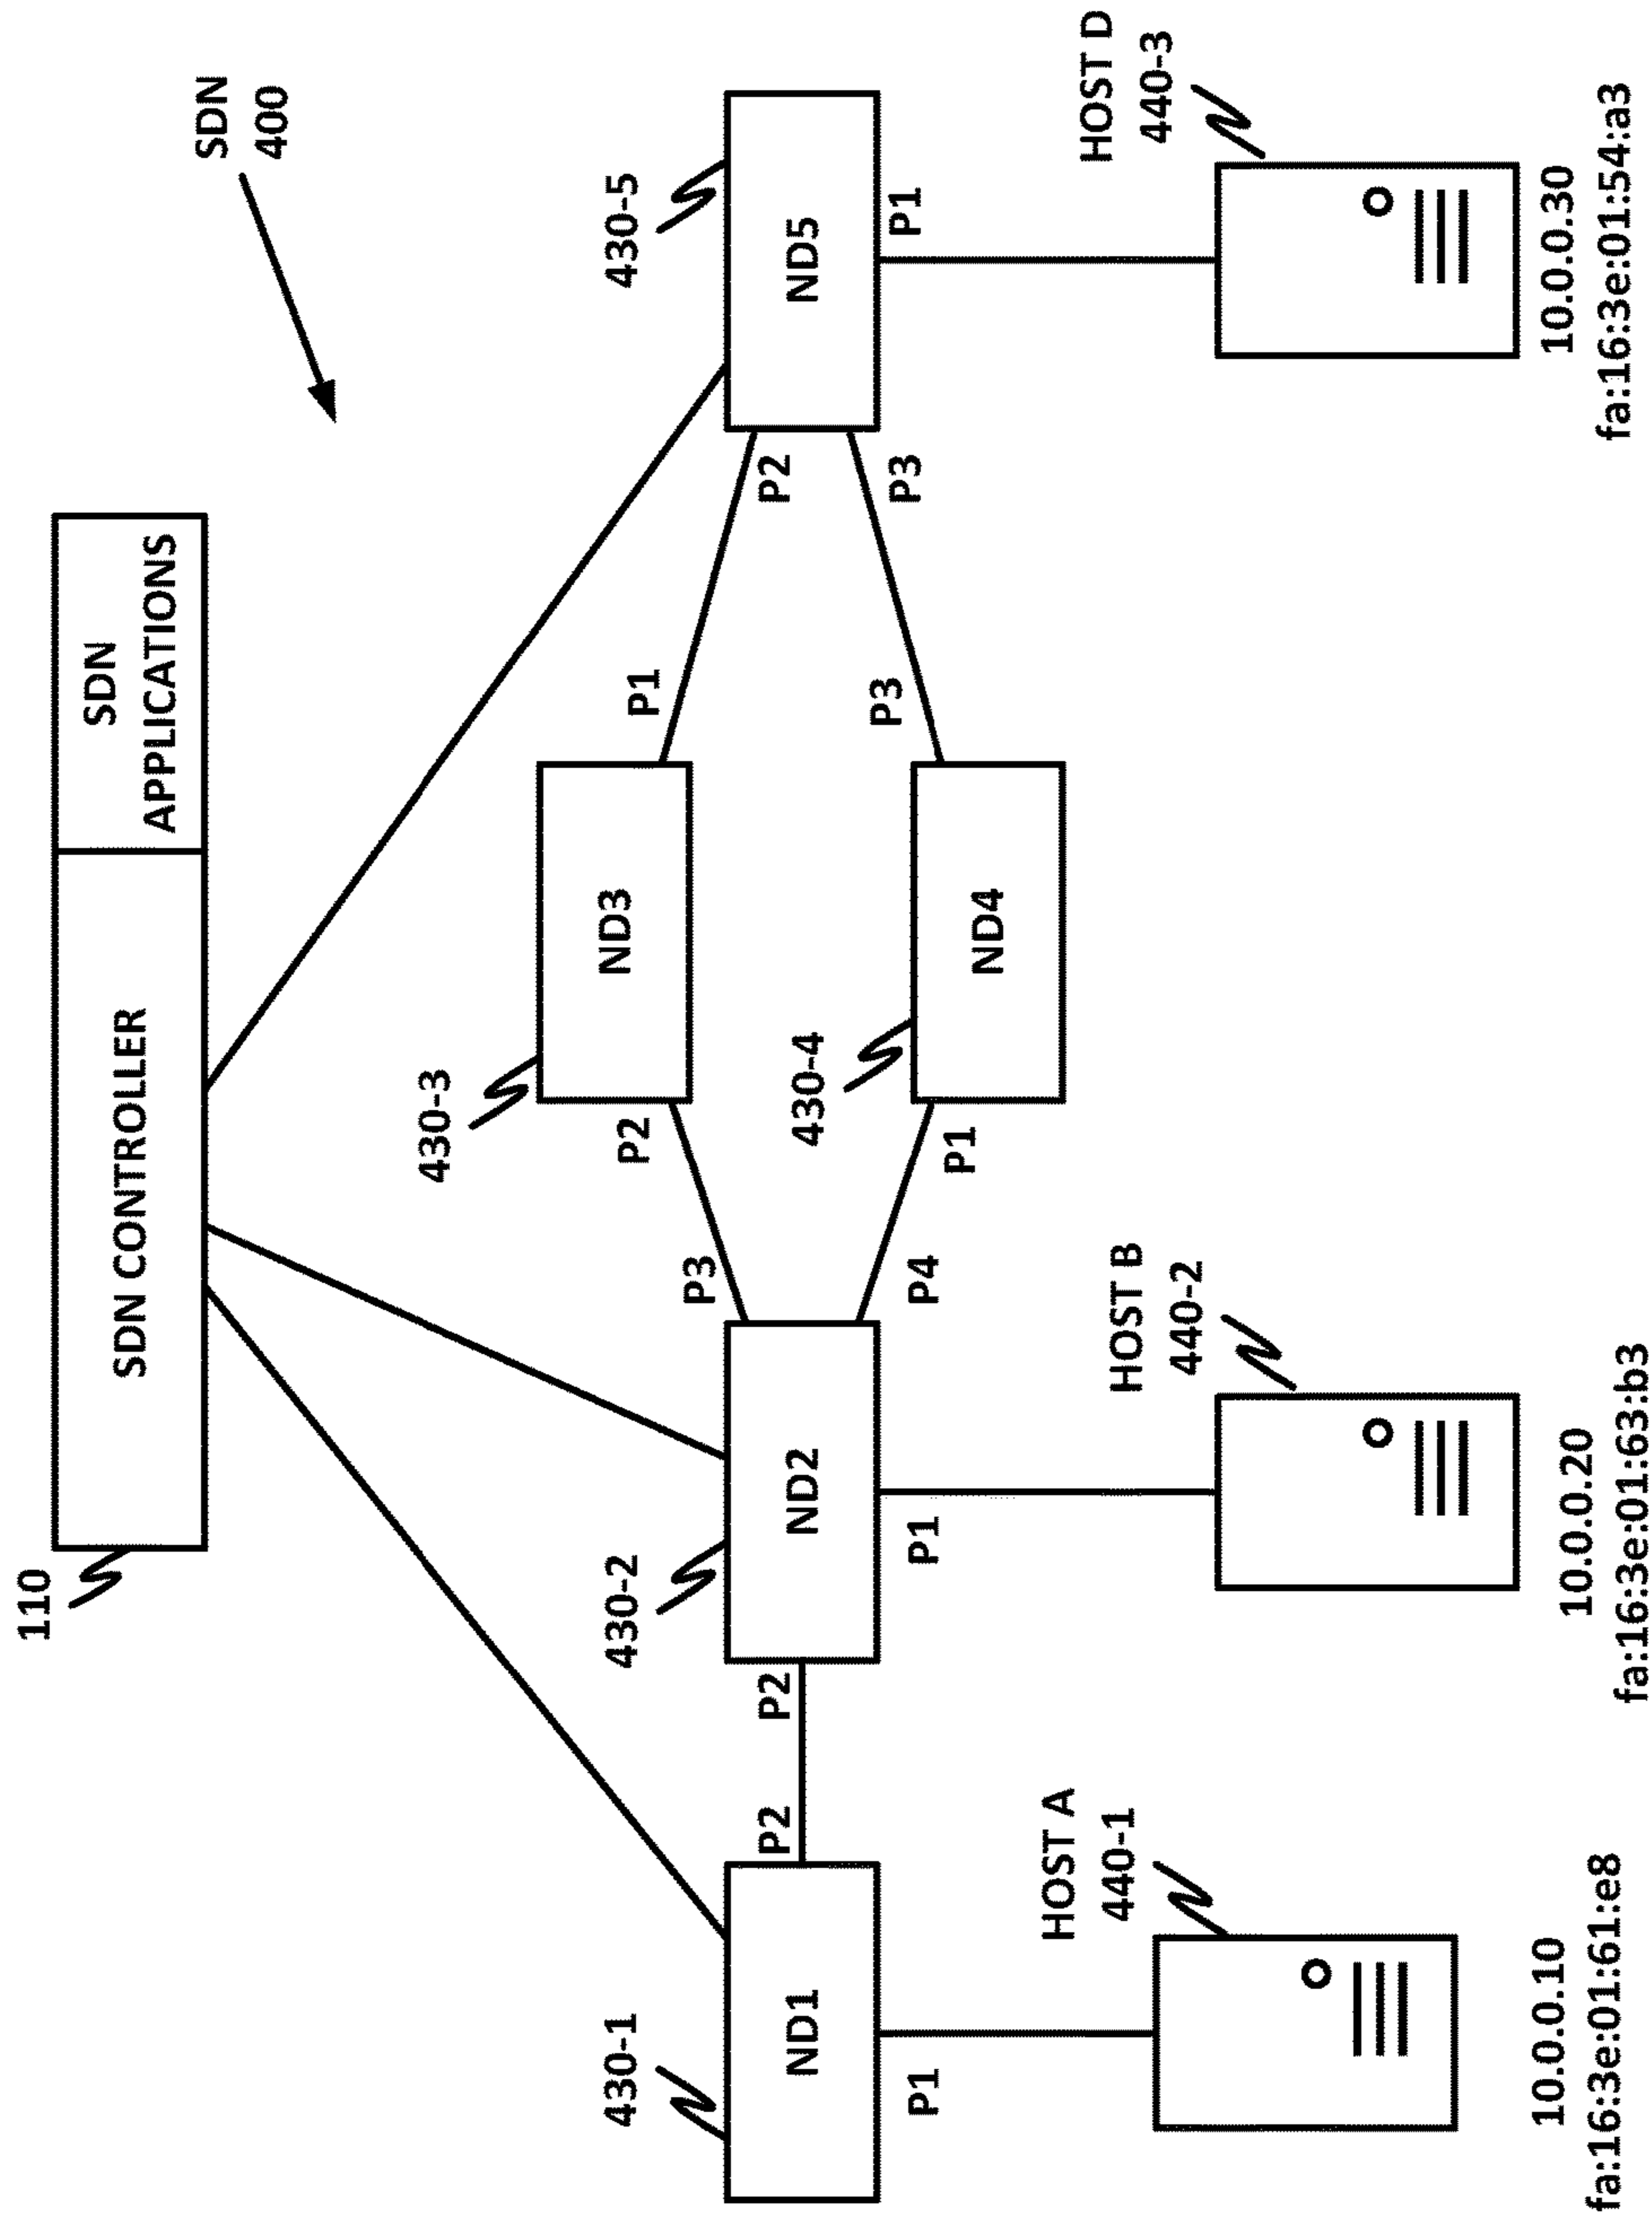 SDN
400
110
SDN CONTROLLER
SDN
APPLICATIONS
430-1
ND1
P1
P2
P2
430-2
ND2
P1
P3
P4
430-3
P2
ND3
P1
430-4
P1
ND4
P3
430-5
ND5
P2
P3
P1
HOST A
440-1
10.0.0.10
fa:16:3e:01:61:e8
HOST B
440-2
10.0.0.20
fa:16:3e:01:63:b3
HOST D
440-3
10.0.0.30
fa:16:3e:01:54:a3